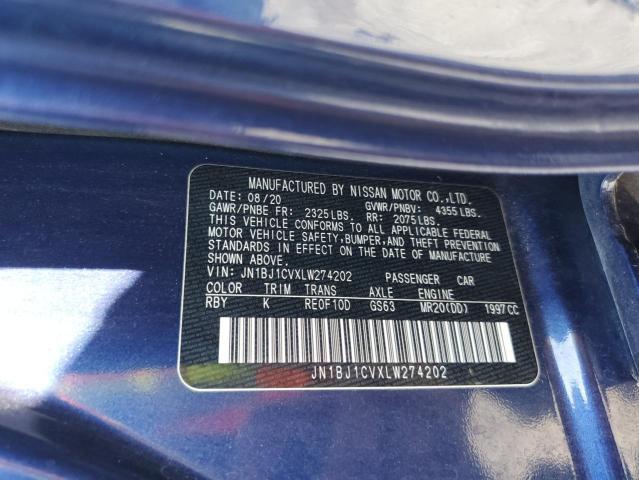 MANUFACTURED BY NISSAN MOTOR CO.,LTD.
DATE: 08/20 GVWR/PNBV: 4355 LBS.
GAWR/PNBE FR: 2325 LBS. RR: 2075 LBS.
THIS VEHICLE CONFORMS TO ALL APPLICABLE FEDERAL
MOTOR VEHICLE SAFETY, BUMPER, AND THEFT PREVENTION
STANDARDS IN EFFECT ON THE DATE OF MANUFACTURE
SHOWN ABOVE.
VIN: JN1BJ1CVXLW274202 PASSENGER CAR
COLOR TRIM TRANS AXLE ENGINE
RBY K RE0F10D GS63 MR20(DD) 1997CC
JN1BJ1CVXLW274202